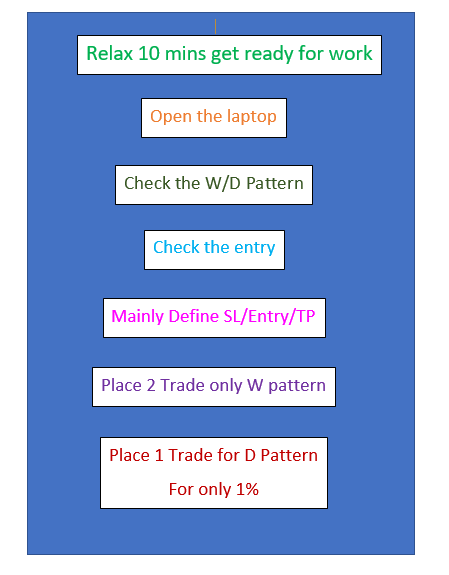 Relax 10 mins get ready for work
Open the laptop
Check the W/D Pattern
Check the entry
Mainly Define SL/Entry/TP
Place 2 Trade only W pattern
Place 1 Trade for D Pattern
For only 1%